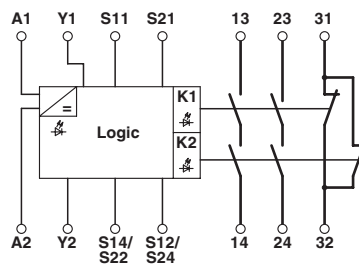 A1 Y1 S11 S21 13 23 31
=
K1
Logic
K2
A2 Y2 S14/ S12/ 14 24 32
S22 S24